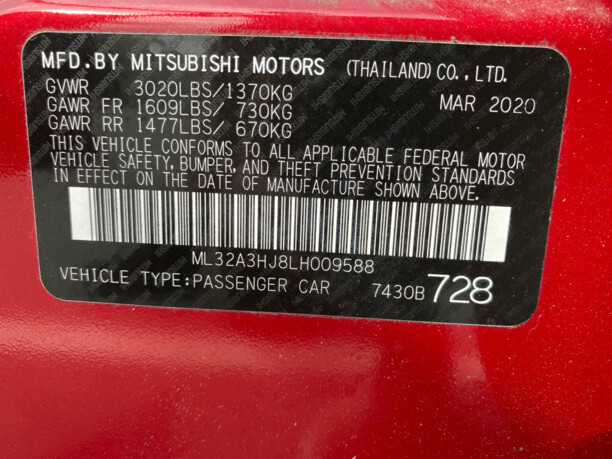 MFD.BY MITSUBISHI MOTORS (THAILAND)CO.,LTD.
GVWR 3020LBS/1370KG MAR 2020
GAWR FR 1609LBS/ 730KG
GAWR RR 1477LBS/ 670KG
THIS VEHICLE CONFORMS TO ALL APPLICABLE FEDERAL MOTOR
VEHICLE SAFETY, BUMPER, AND THEFT PREVENTION STANDARDS
IN EFFECT ON THE DATE OF MANUFACTURE SHOWN ABOVE.
ML32A3HJ8LH009588
VEHICLE TYPE:PASSENGER CAR 7430B 728